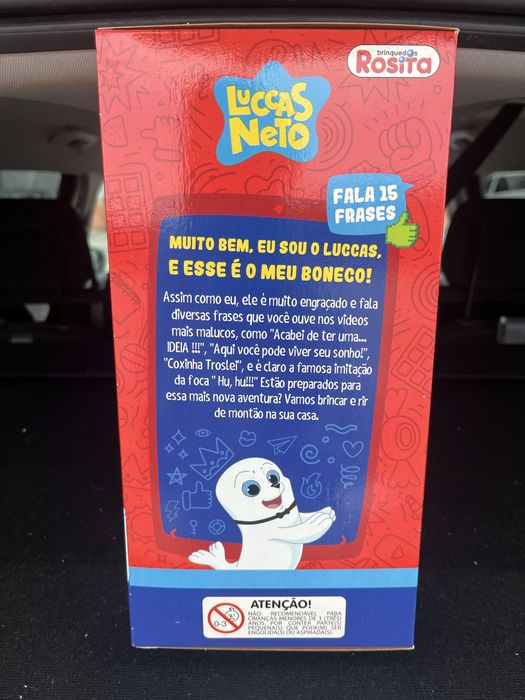 brinquedos
Rosita
LUCCAS
NETO
FALA 15
FRASES
MUITO BEM, EU SOU O LUCCAS,
E ESSE É O MEU BONECO!
Assim como eu, ele é muito engraçado e fala
diversas frases que você ouve nos vídeos
mais malucos, como "Acabei de ter uma...
IDEIA !!!", "Aqui você pode viver seu sonho!",
"Coxinha Troslei", e é claro a famosa imitação
da foca " Hu, hu!!!" Estão preparados para
essa mais nova aventura? Vamos brincar e rir
de montão na sua casa.
ATENÇÃO!
0-3
NÃO RECOMENDÁVEL PARA
CRIANÇAS MENORES DE 3 (TRÊS)
ANOS POR CONTER PARTE(S)
PEQUENA(S) QUE PODE(M) SER
ENGOLIDA(S) OU ASPIRADA(S).